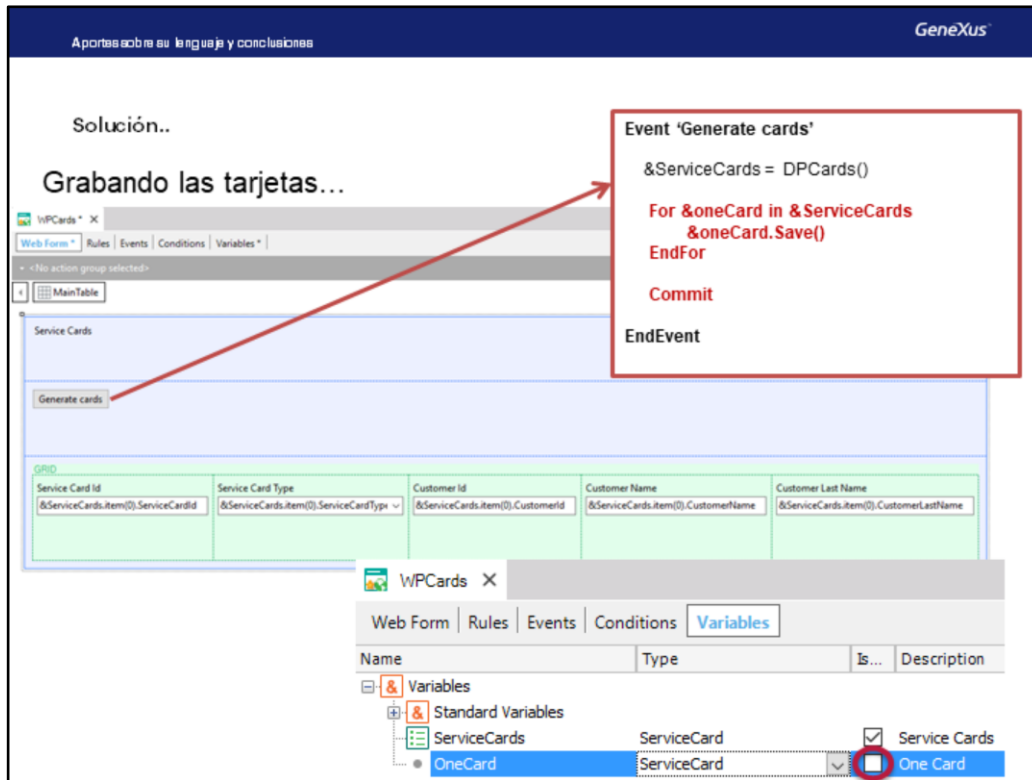 Aportes sobre su lenguaje y conclusiones
GeneXus
Solución..
Grabando las tarjetas...
Event ‘Generate cards’
&ServiceCards = DPCards()
For &oneCard in &ServiceCards
&oneCard.Save()
EndFor
Commit
EndEvent
WPCards * X
Web Form * Rules Events Conditions Variables *
<No action group selected>
MainTable
Service Cards
Generate cards
GRID
Service Card Id Service Card Type Customer Id Customer Name Customer Last Name
&ServiceCards.item(0).ServiceCardId &ServiceCards.item(0).ServiceCardType &ServiceCards.item(0).CustomerId &ServiceCards.item(0).CustomerName &ServiceCards.item(0).CustomerLastName
WPCards X
Web Form Rules Events Conditions Variables
Name Type Is... Description
& Variables
& Standard Variables
ServiceCards ServiceCard Service Cards
OneCard ServiceCard One Card